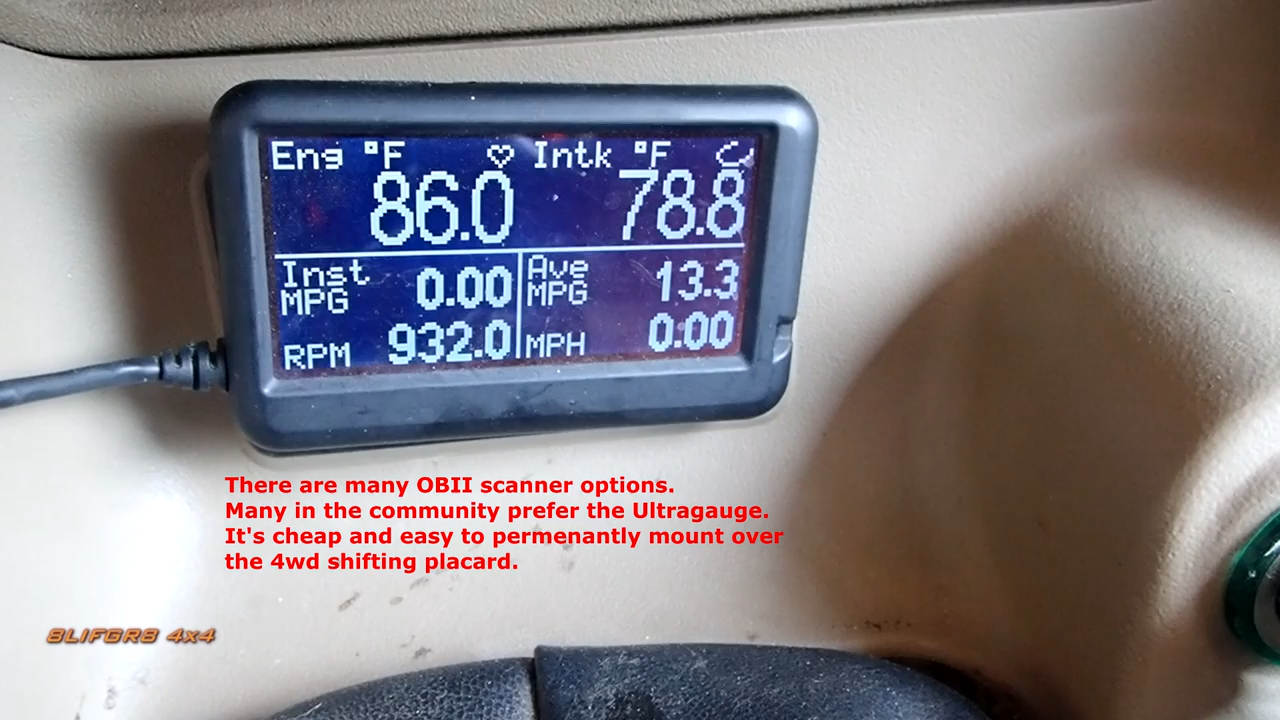 Eng °F ♡ Intk °F
86.0 78.8
Inst MPG 0.00 Ave MPG 13.3
RPM 932.0 MPH 0.00
There are many OBII scanner options.
Many in the community prefer the Ultragauge.
It's cheap and easy to permenantly mount over
the 4wd shifting placard.
8LIFGR8 4x4